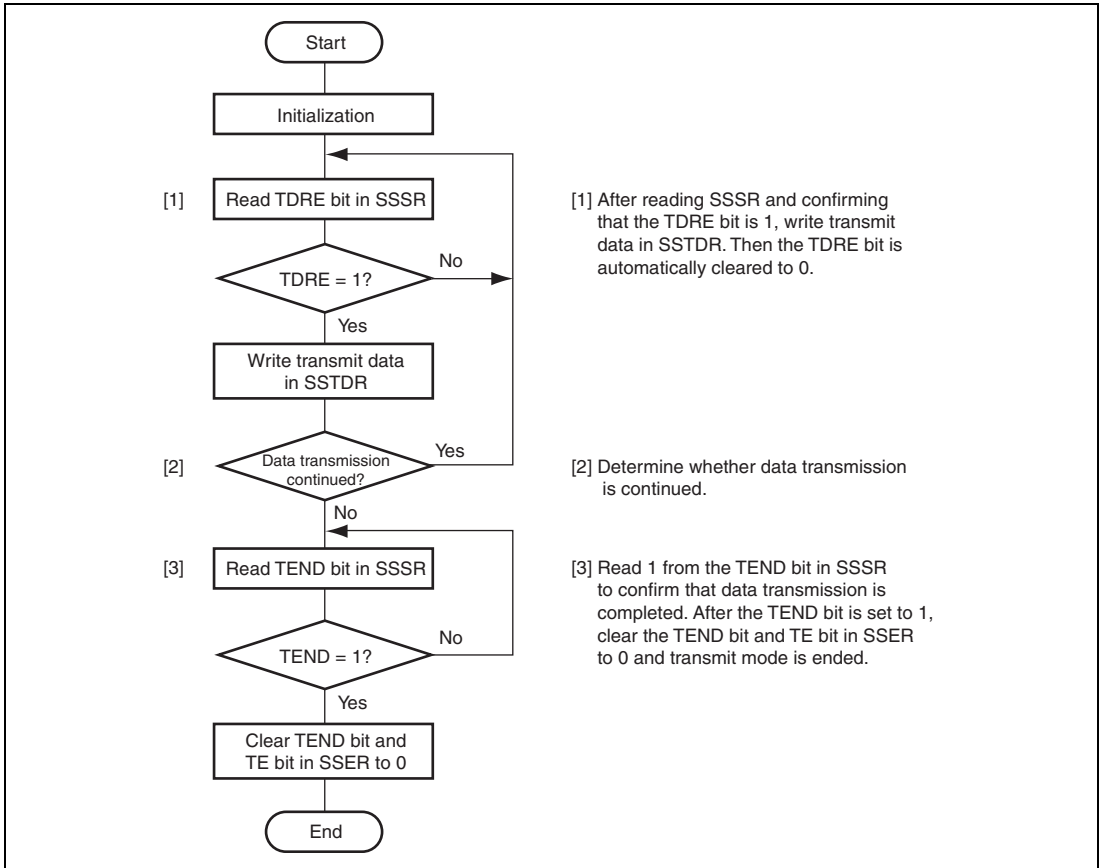 Start
Initialization
[1]
Read TDRE bit in SSSR
[1] After reading SSSR and confirming
that the TDRE bit is 1, write transmit
data in SSTDR. Then the TDRE bit is
automatically cleared to 0.
TDRE = 1?
No
Yes
Write transmit data
in SSTDR
[2]
Data transmission
continued?
Yes
[2] Determine whether data transmission
is continued.
No
[3]
Read TEND bit in SSSR
[3] Read 1 from the TEND bit in SSSR
to confirm that data transmission is
completed. After the TEND bit is set to 1,
clear the TEND bit and TE bit in SSER
to 0 and transmit mode is ended.
TEND = 1?
No
Yes
Clear TEND bit and
TE bit in SSER to 0
End